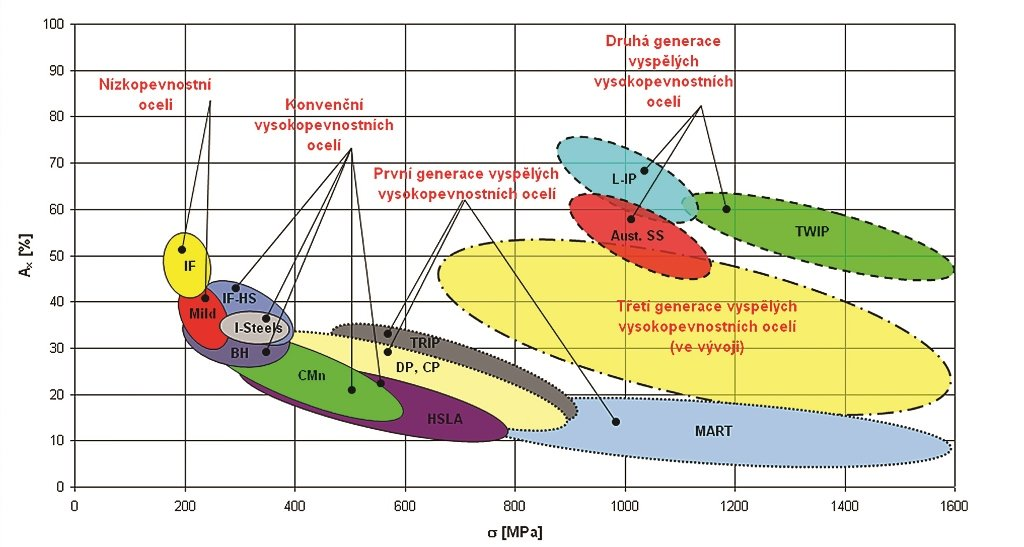 100
90
80
70
60
50
40
30
20
10
0
Aₓ [%]
Nízkopevnostní
oceli
Konvenční
vysokopevnostních
ocelí
První generace vyspělých
vysokopevnostních ocelí
Druhá generace
vyspělých
vysokopevnostních
ocelí
L-IP
Aust. SS
TWIP
IF
IF-HS
Mild
I-Steels
BH
CMn
HSLA
TRIP
DP, CP
Třetí generace vyspělých
vysokopevnostních ocelí
(ve vývoji)
MART
0 200 400 600 800 1000 1200 1400 1600
σ [MPa]